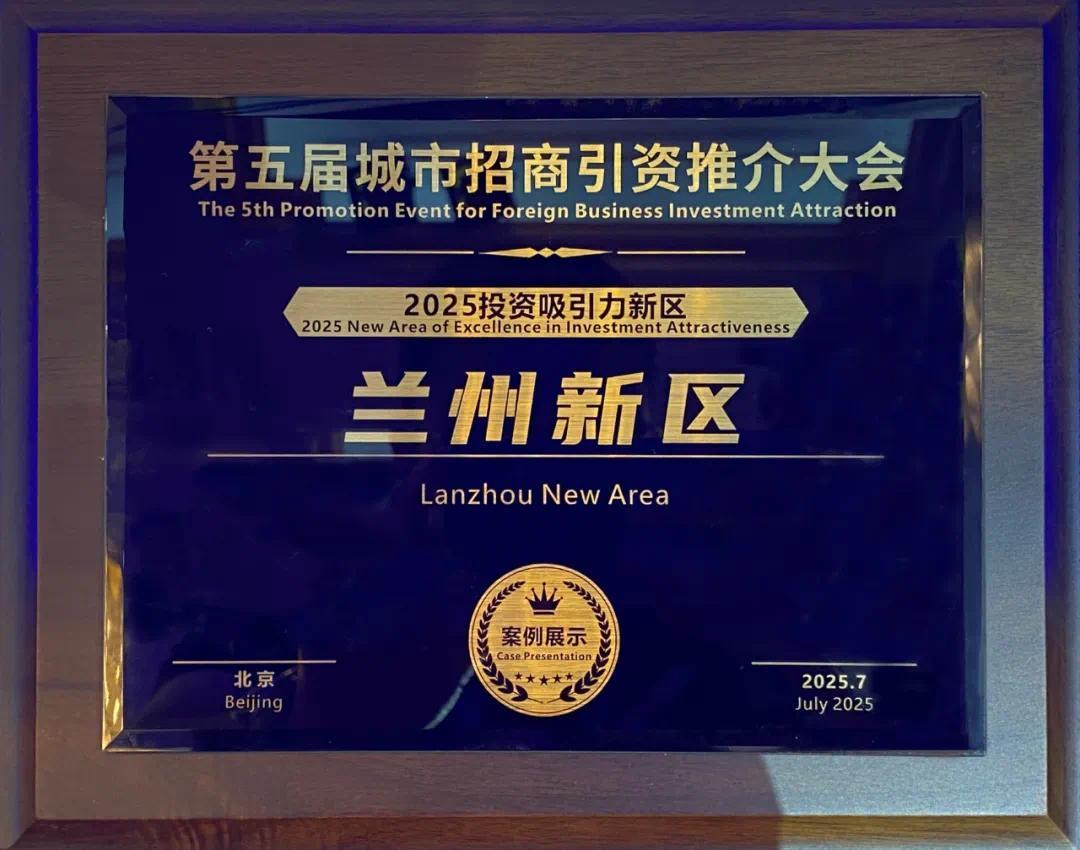 第五届城市招商引资推介大会
The 5th Promotion Event for Foreign Business Investment Attraction
2025投资吸引力新区
2025 New Area of Excellence in Investment Attractiveness
兰州新区
Lanzhou New Area
案例展示
Case Presentation
北京
Beijing
2025.7
July 2025